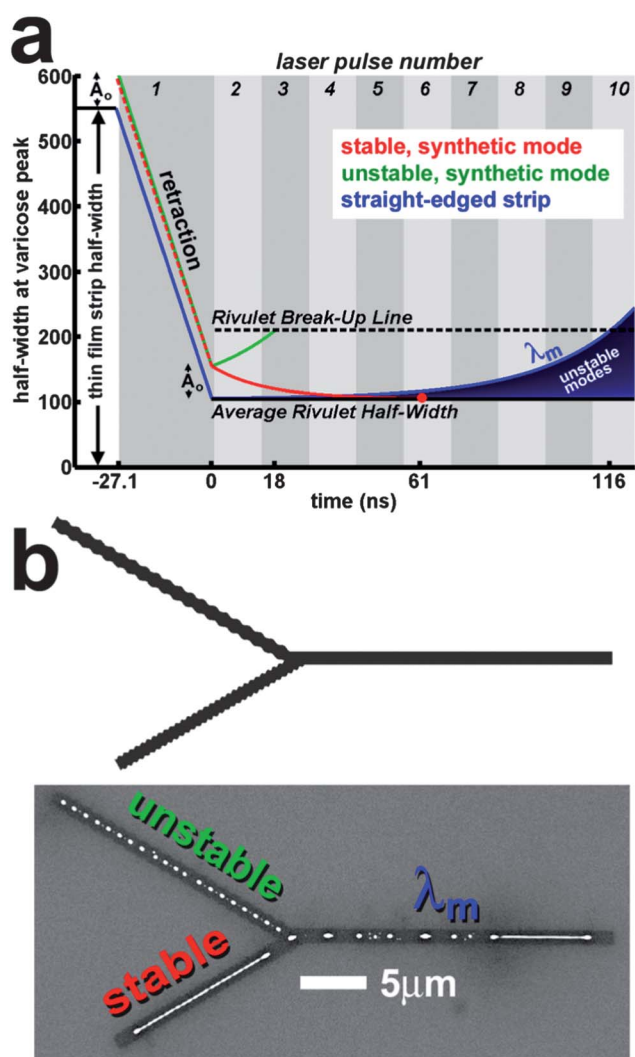 a
laser pulse number
600
1 2 3 4 5 6 7 8 9 10
Ao
500
400
300
200
100
0
half-width at varicose peak
thin film strip half-width
stable, synthetic mode
unstable, synthetic mode
straight-edged strip
retraction
Rivulet Break-Up Line
λm
unstable
modes
Ao
Average Rivulet Half-Width
-27.1 0 18 61 116
time (ns)
b
unstable
λm
stable
5μm